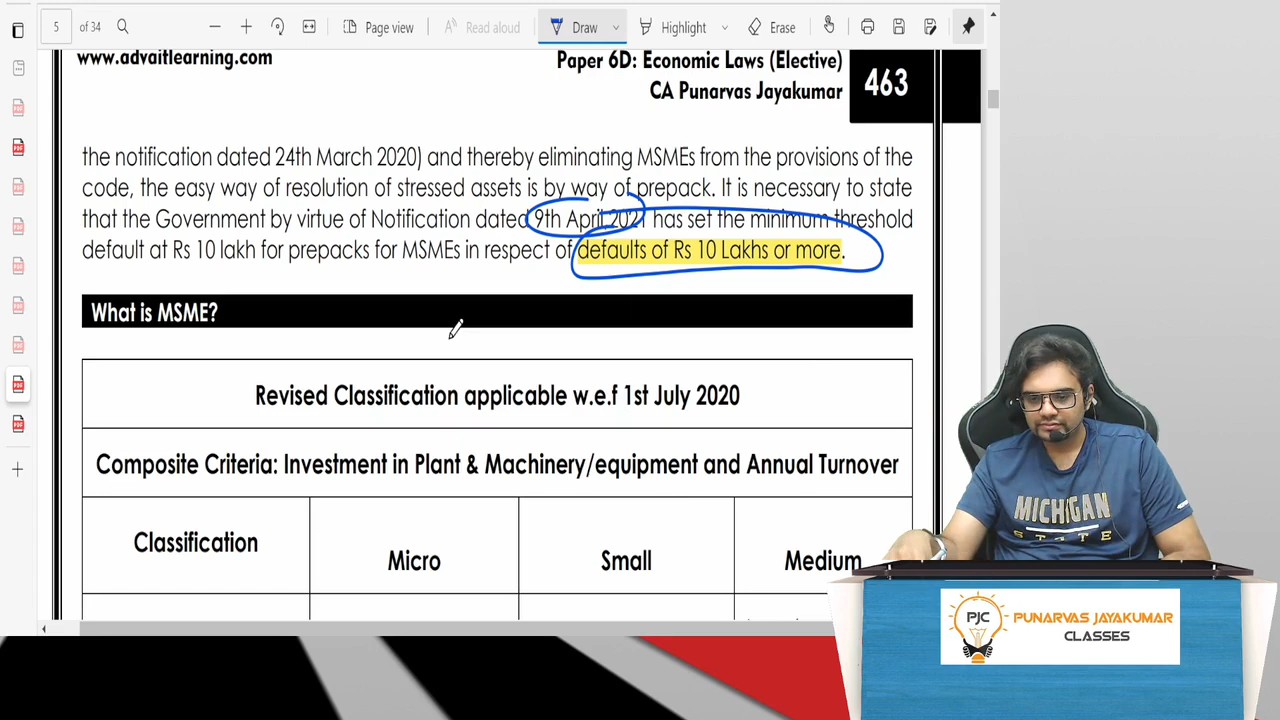 5 of 34 Page view Read aloud Draw Highlight Erase
www.advaitlearning.com
Paper 6D: Economic Laws (Elective)
CA Punarvas Jayakumar
463
the notification dated 24th March 2020) and thereby eliminating MSMEs from the provisions of the
code, the easy way of resolution of stressed assets is by way of prepack. It is necessary to state
that the Government by virtue of Notification dated 9th April, 2021 has set the minimum threshold
default at Rs 10 lakh for prepacks for MSMEs in respect of defaults of Rs 10 Lakhs or more.
What is MSME?
Revised Classification applicable w.e.f 1st July 2020
Composite Criteria: Investment in Plant & Machinery/equipment and Annual Turnover
Classification Micro Small Medium
MICHIGAN
STATE
PJC
PUNARVAS JAYAKUMAR
CLASSES